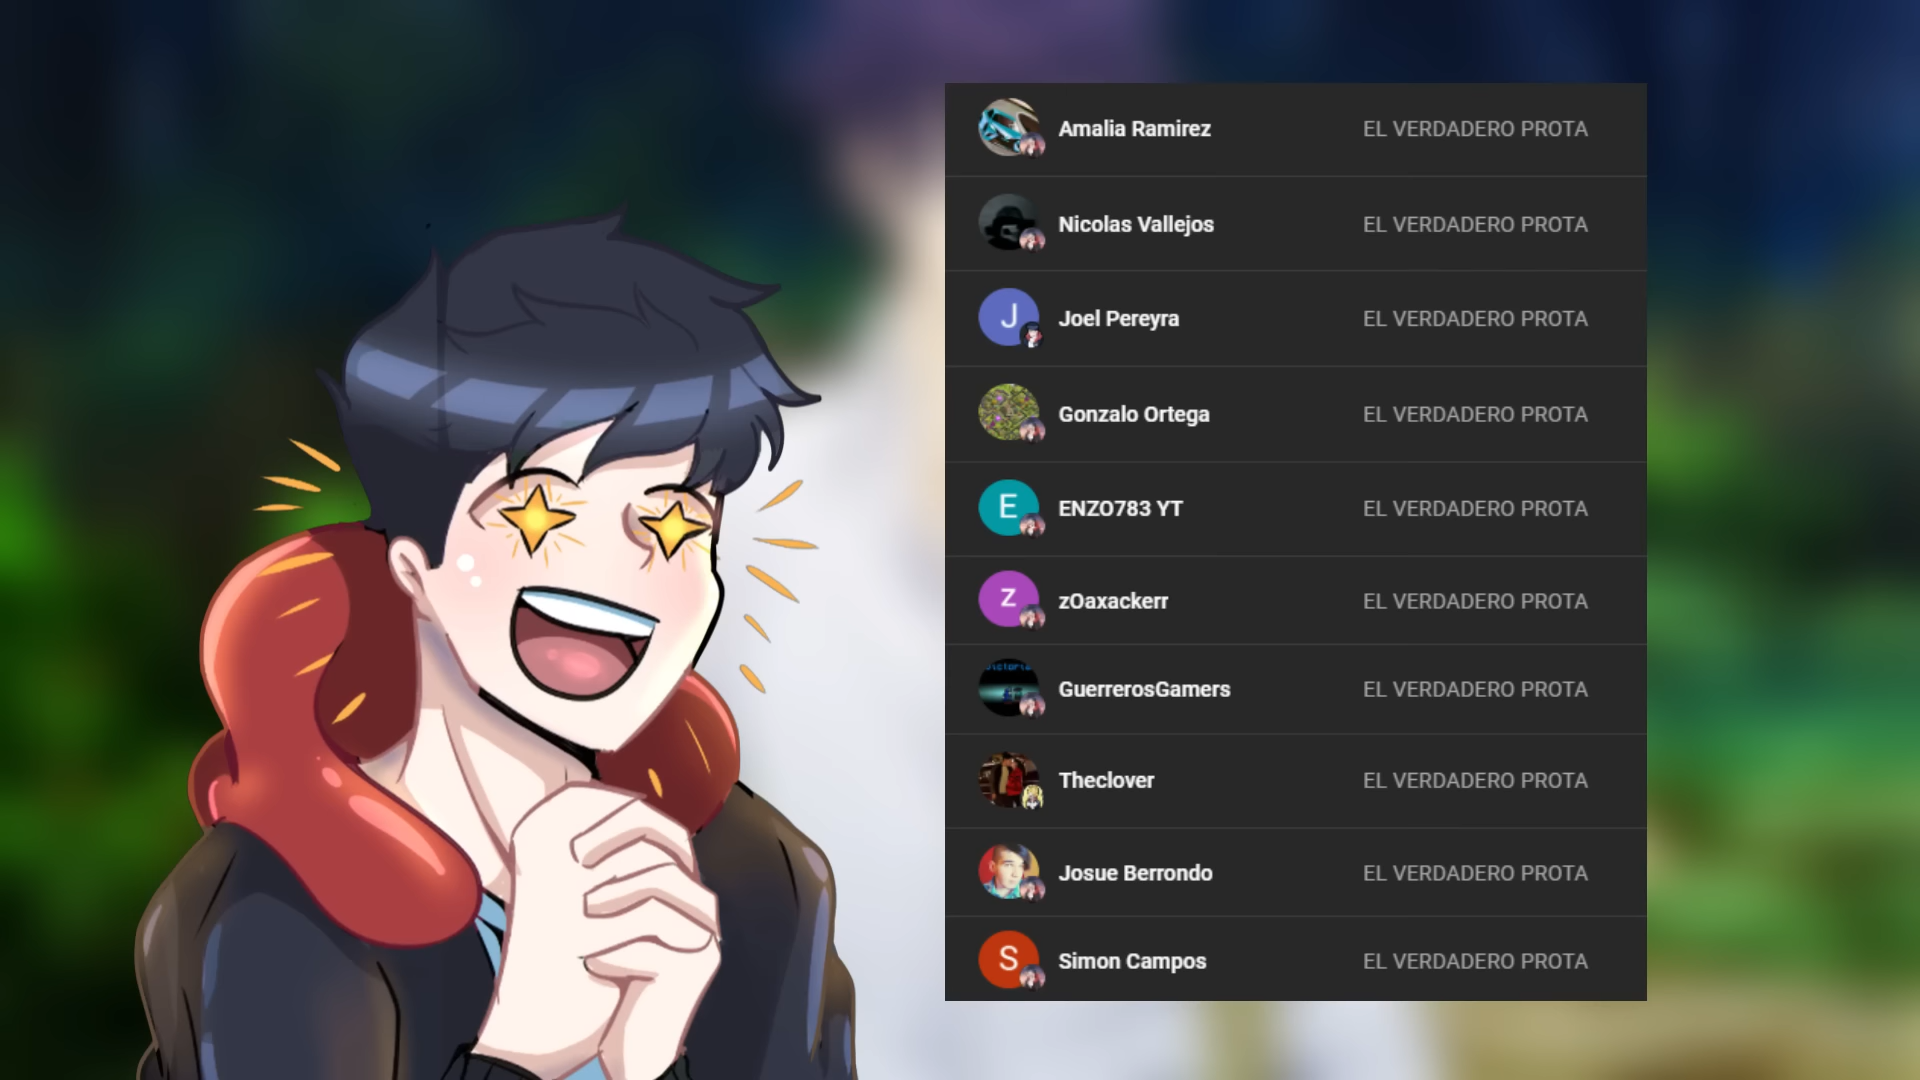 Amalia Ramirez EL VERDADERO PROTA
Nicolas Vallejos EL VERDADERO PROTA
J Joel Pereyra EL VERDADERO PROTA
Gonzalo Ortega EL VERDADERO PROTA
E ENZO783 YT EL VERDADERO PROTA
z zOaxackerr EL VERDADERO PROTA
GuerrerosGamers EL VERDADERO PROTA
Theclover EL VERDADERO PROTA
Josue Berrondo EL VERDADERO PROTA
S Simon Campos EL VERDADERO PROTA